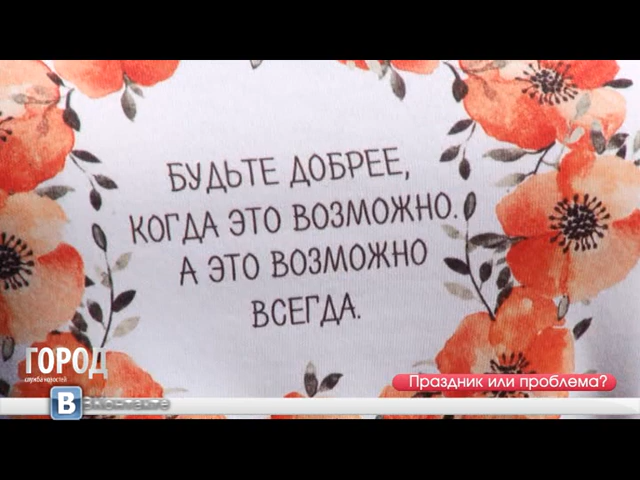 БУДЬТЕ ДОБРЕЕ,
КОГДА ЭТО ВОЗМОЖНО.
А ЭТО ВОЗМОЖНО
ВСЕГДА.
ГОРОД
служба новостей
Праздник или проблема?
В ВКонтакте